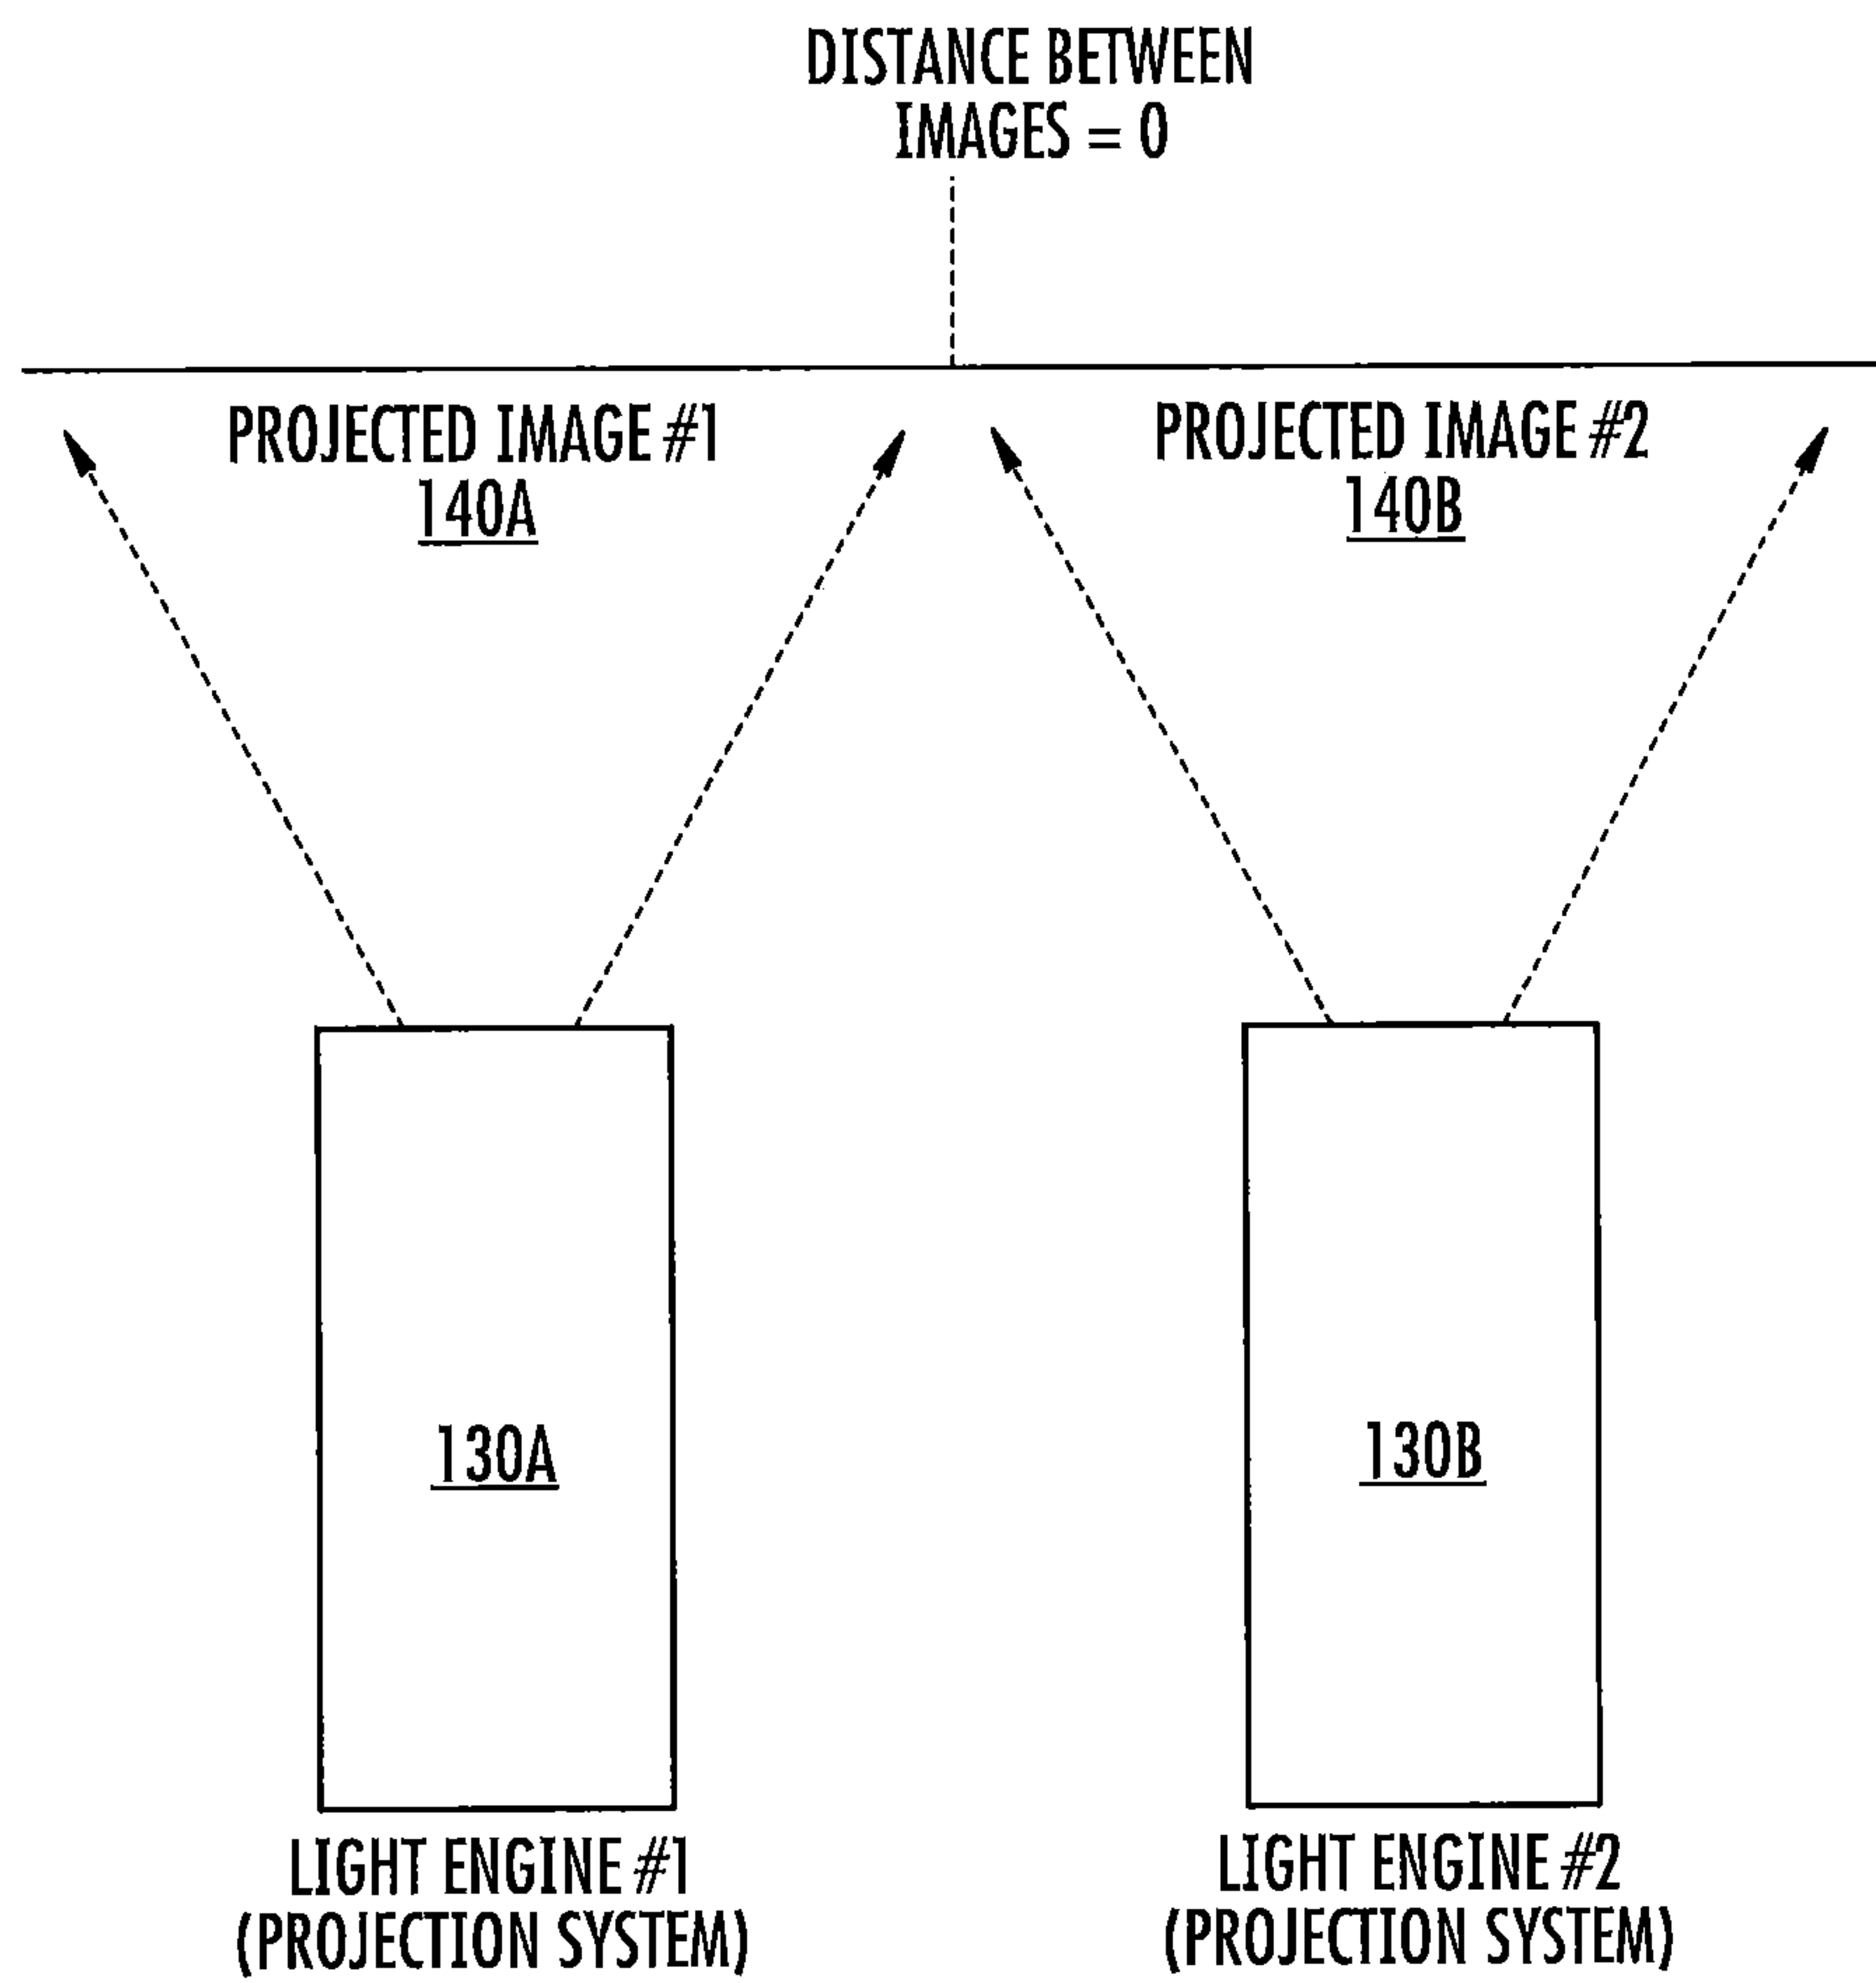 DISTANCE BETWEEN
IMAGES = 0
PROJECTED IMAGE #1
140A
PROJECTED IMAGE #2
140B
130A
130B
LIGHT ENGINE #1
(PROJECTION SYSTEM)
LIGHT ENGINE #2
(PROJECTION SYSTEM)